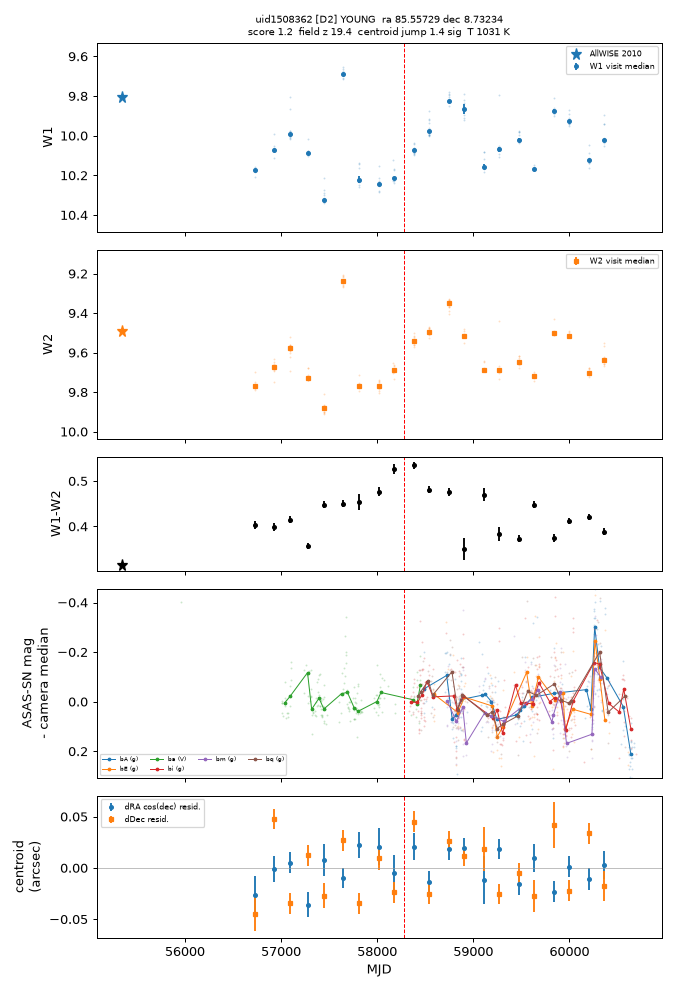 uid1508362 [D2] YOUNG ra 85.55729 dec 8.73234
score 1.2 field z 19.4 centroid jump 1.4 sig T 1031 K
9.6
9.8
10.0
10.2
10.4
W1
AllWISE 2010
W1 visit median
9.2
9.4
9.6
9.8
10.0
W2
W2 visit median
0.5
0.4
W1-W2
−0.4
−0.2
0.0
0.2
ASAS-SN mag
- camera median
bA (g)
bE (g)
ba (V)
bi (g)
bm (g)
bq (g)
0.05
0.00
−0.05
centroid
(arcsec)
dRA cos(dec) resid.
dDec resid.
56000
57000
58000
59000
60000
MJD